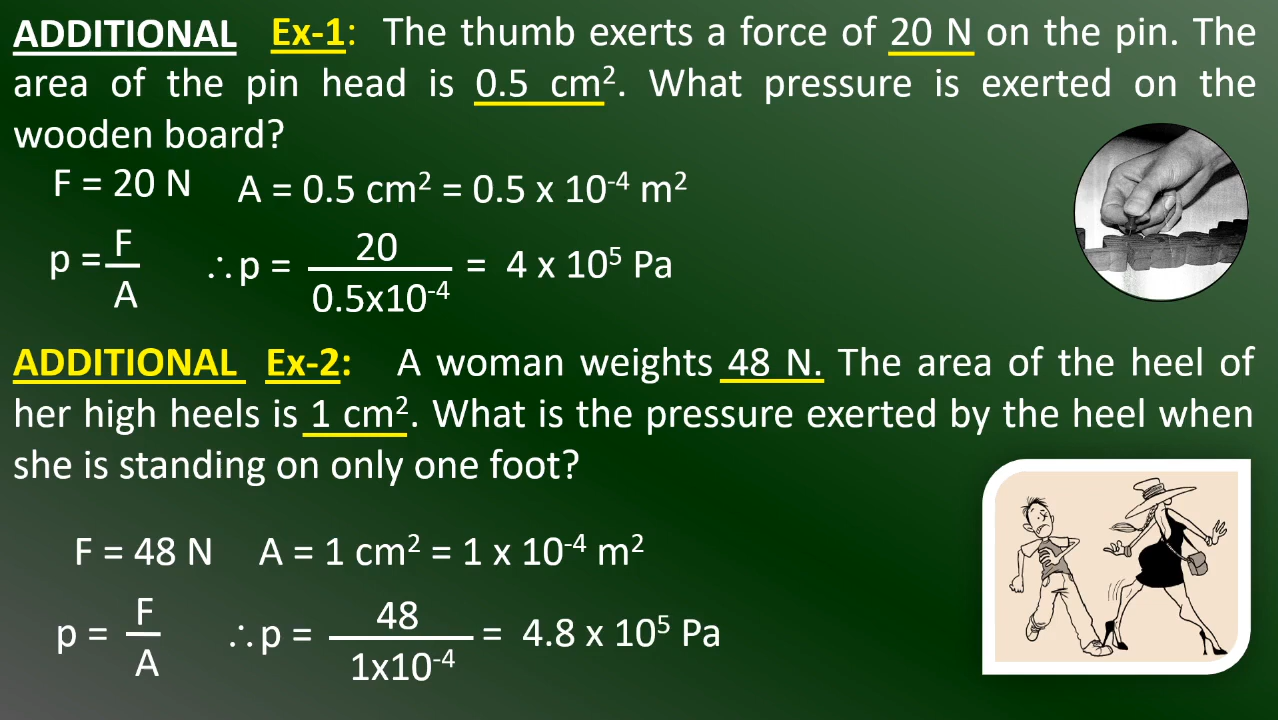 ADDITIONAL Ex-1: The thumb exerts a force of 20 N on the pin. The
area of the pin head is 0.5 cm². What pressure is exerted on the
wooden board?
F = 20 N A = 0.5 cm² = 0.5 x 10⁻⁴ m²
p = F/A ∴p = 20/0.5x10⁻⁴ = 4 x 10⁵ Pa
ADDITIONAL Ex-2: A woman weights 48 N. The area of the heel of
her high heels is 1 cm². What is the pressure exerted by the heel when
she is standing on only one foot?
F = 48 N A = 1 cm² = 1 x 10⁻⁴ m²
p = F/A ∴p = 48/1x10⁻⁴ = 4.8 x 10⁵ Pa